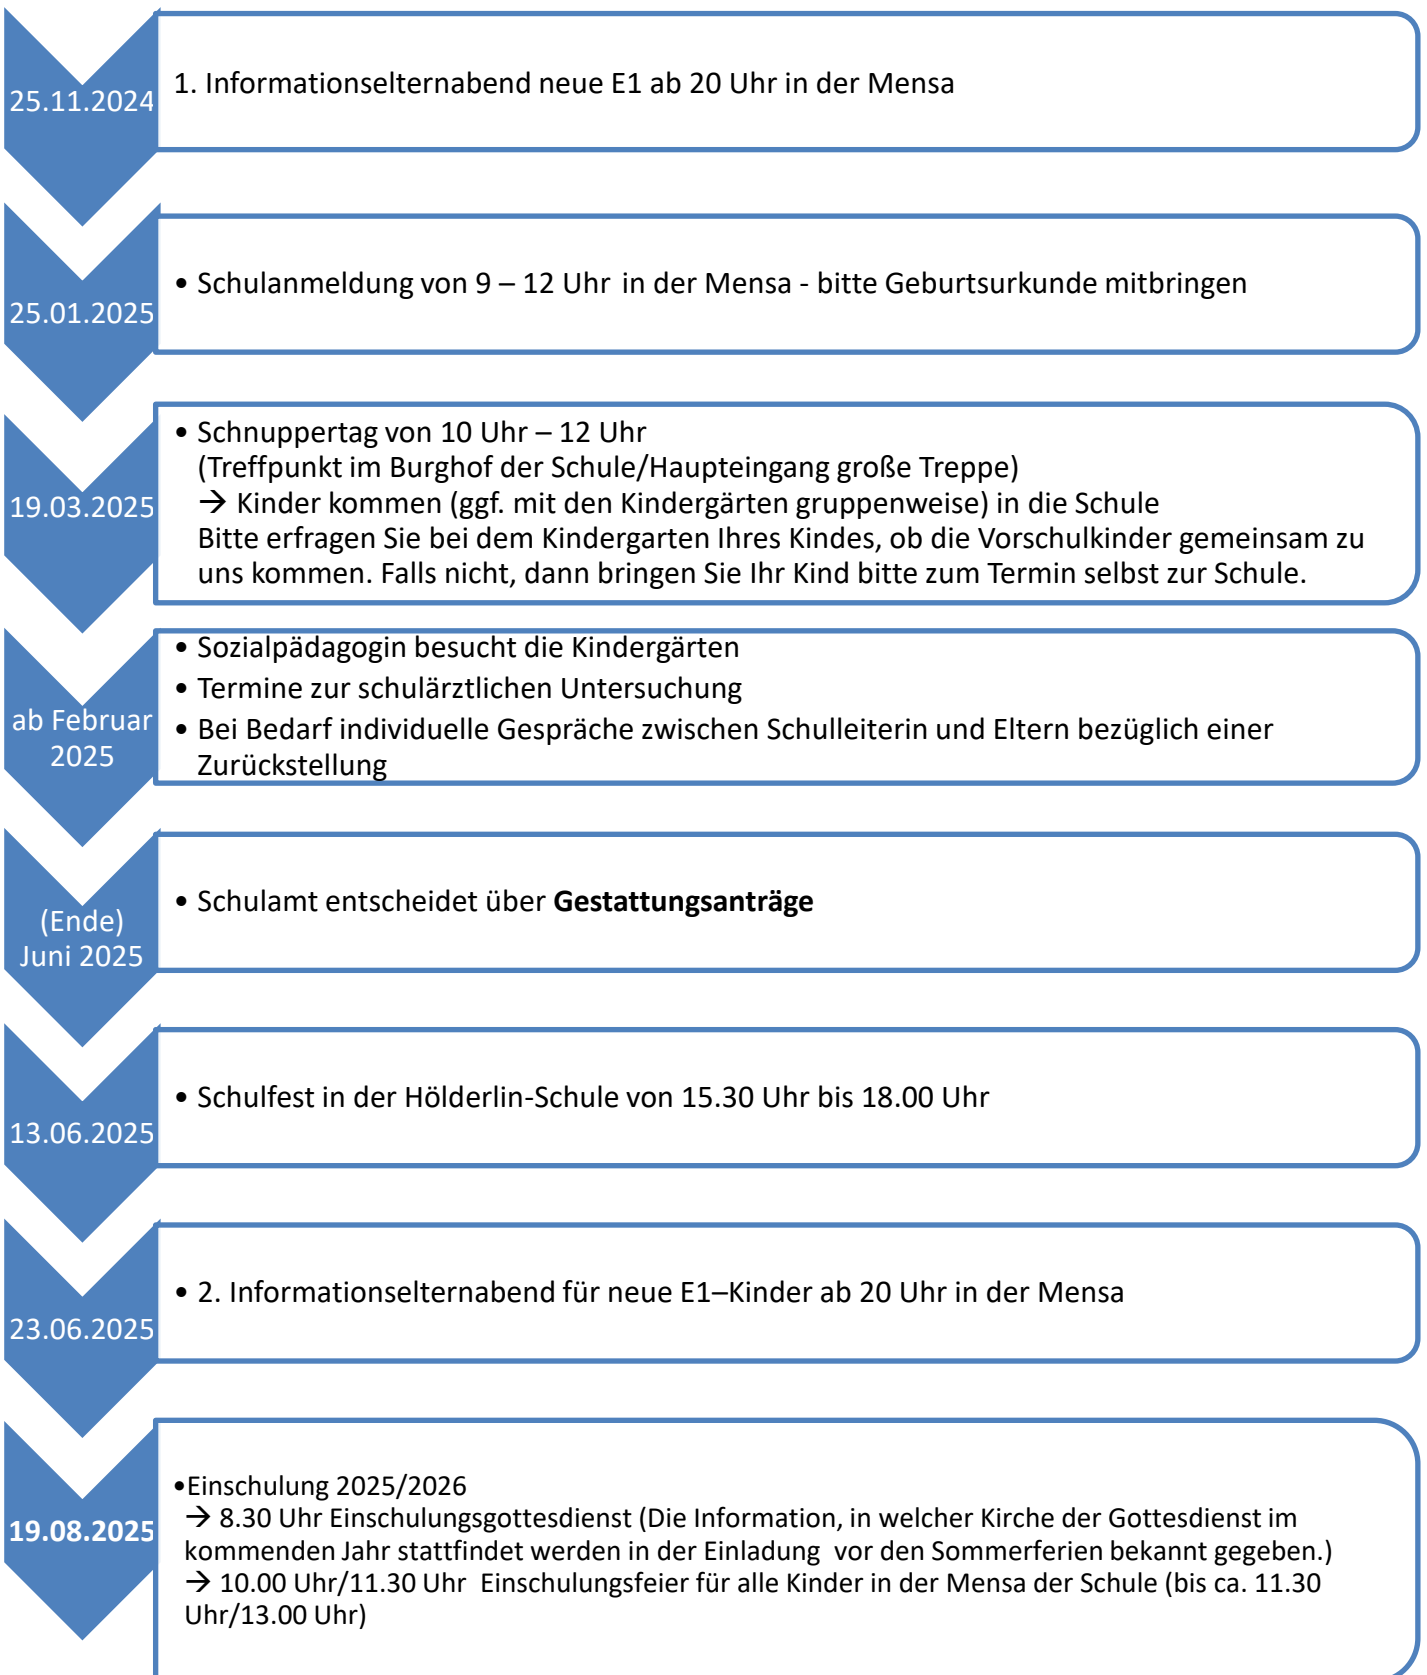 25.11.2024
1. Informationselternabend neue E1 ab 20 Uhr in der Mensa
25.01.2025
• Schulanmeldung von 9 – 12 Uhr in der Mensa - bitte Geburtsurkunde mitbringen
19.03.2025
• Schnuppertag von 10 Uhr – 12 Uhr
(Treffpunkt im Burghof der Schule/Haupteingang große Treppe)
→ Kinder kommen (ggf. mit den Kindergärten gruppenweise) in die Schule
Bitte erfragen Sie bei dem Kindergarten Ihres Kindes, ob die Vorschulkinder gemeinsam zu
uns kommen. Falls nicht, dann bringen Sie Ihr Kind bitte zum Termin selbst zur Schule.
ab Februar
2025
• Sozialpädagogin besucht die Kindergärten
• Termine zur schulärztlichen Untersuchung
• Bei Bedarf individuelle Gespräche zwischen Schulleiterin und Eltern bezüglich einer
Zurückstellung
(Ende)
Juni 2025
• Schulamt entscheidet über Gestattungsanträge
13.06.2025
• Schulfest in der Hölderlin-Schule von 15.30 Uhr bis 18.00 Uhr
23.06.2025
• 2. Informationselternabend für neue E1–Kinder ab 20 Uhr in der Mensa
19.08.2025
•Einschulung 2025/2026
→ 8.30 Uhr Einschulungsgottesdienst (Die Information, in welcher Kirche der Gottesdienst im
kommenden Jahr stattfindet werden in der Einladung vor den Sommerferien bekannt gegeben.)
→ 10.00 Uhr/11.30 Uhr Einschulungsfeier für alle Kinder in der Mensa der Schule (bis ca. 11.30
Uhr/13.00 Uhr)